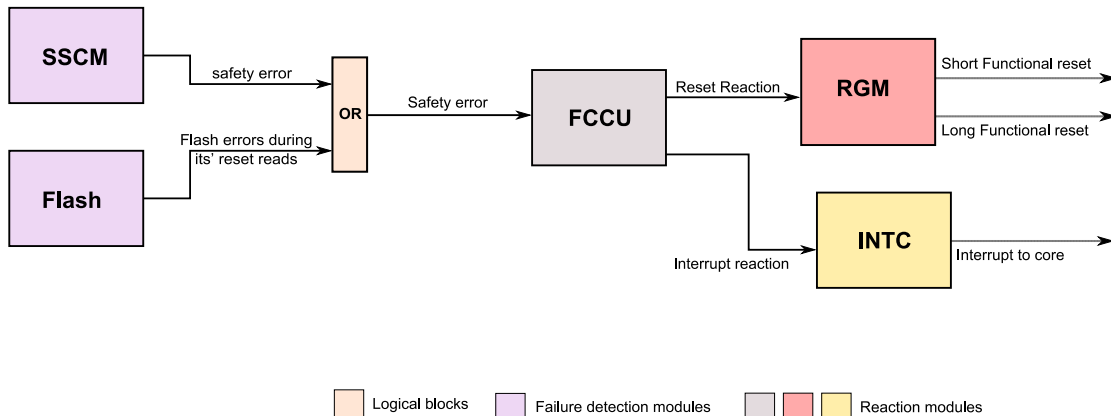 SSCM
safety error
Flash errors during
its' reset reads
Flash
OR
Safety error
FCCU
Reset Reaction
Interrupt reaction
RGM
Short Functional reset
Long Functional reset
INTC
Interrupt to core
Logical blocks
Failure detection modules
Reaction modules